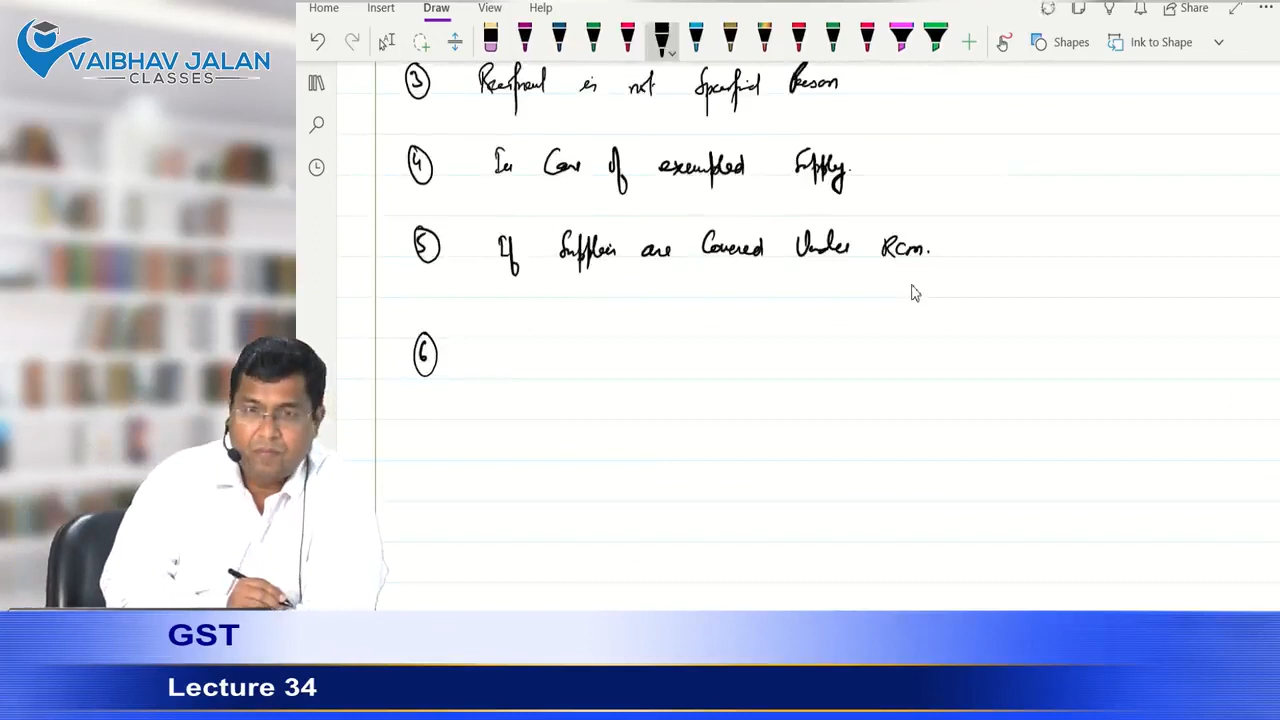 Home Insert Draw View Help Share
VAIBHAV JALAN
CLASSES
Shapes Ink to Shape
3 Recipient is not Specified Person
4 In Case of exempted Supply.
5 If Supplies are Covered Under RCM.
6
GST
Lecture 34